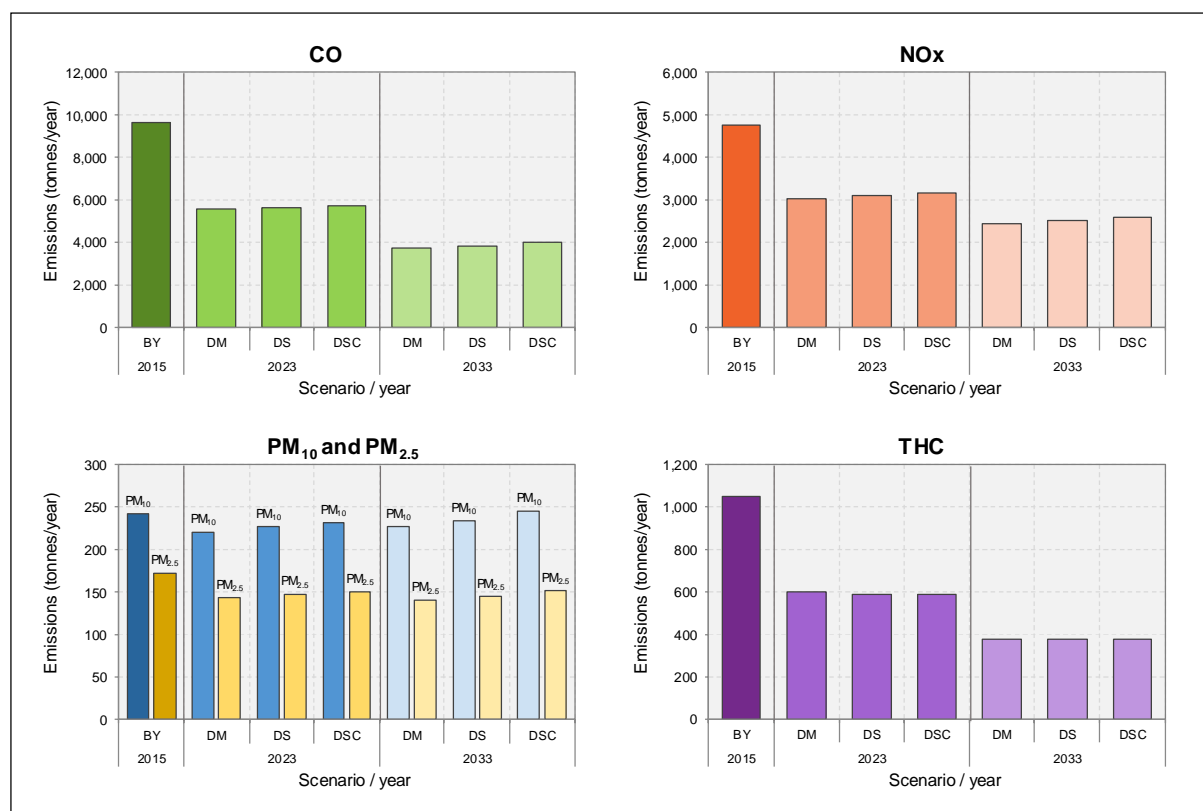 CO
12,000
10,000
8,000
6,000
4,000
2,000
0
Emissions (tonnes/year)
BY DM DS DSC DM DS DSC
2015 2023 2033
Scenario / year
NOx
6,000
5,000
4,000
3,000
2,000
1,000
0
Emissions (tonnes/year)
BY DM DS DSC DM DS DSC
2015 2023 2033
Scenario / year
PM₁₀ and PM₂.₅
300
250
200
150
100
50
0
Emissions (tonnes/year)
PM₁₀ PM₂.₅ PM₁₀ PM₂.₅ PM₁₀ PM₂.₅ PM₁₀ PM₂.₅ PM₁₀ PM₂.₅ PM₁₀ PM₂.₅ PM₁₀ PM₂.₅
BY DM DS DSC DM DS DSC
2015 2023 2033
Scenario / year
THC
1,200
1,000
800
600
400
200
0
Emissions (tonnes/year)
BY DM DS DSC DM DS DSC
2015 2023 2033
Scenario / year